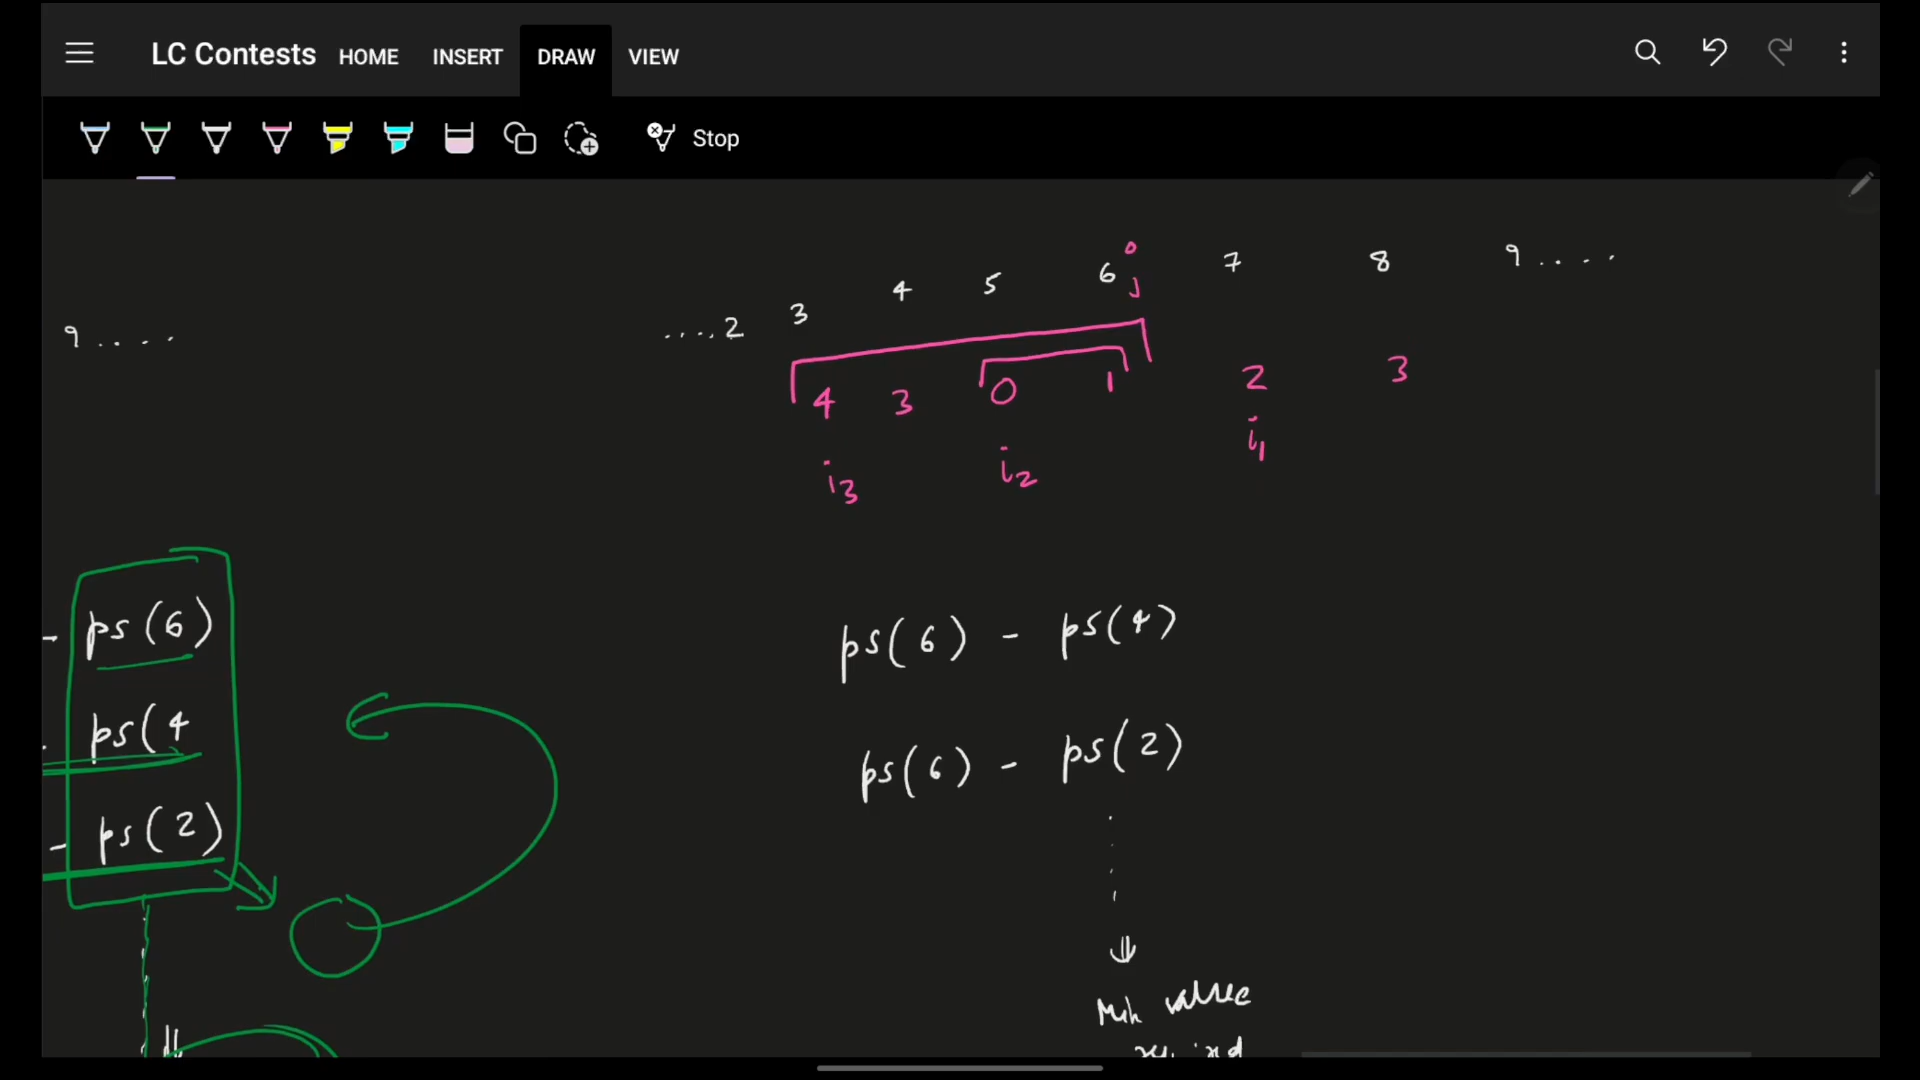 LC Contests HOME INSERT DRAW VIEW
Stop
9 . . . .
. . . . 2 3 4 5 6 j 7 8 9 . . . .
4 3 0 1 2 3
i3 i2 i1
- ps(6)
ps(4
- ps(2)
ps(6) - ps(4)
ps(6) - ps(2)
Min value